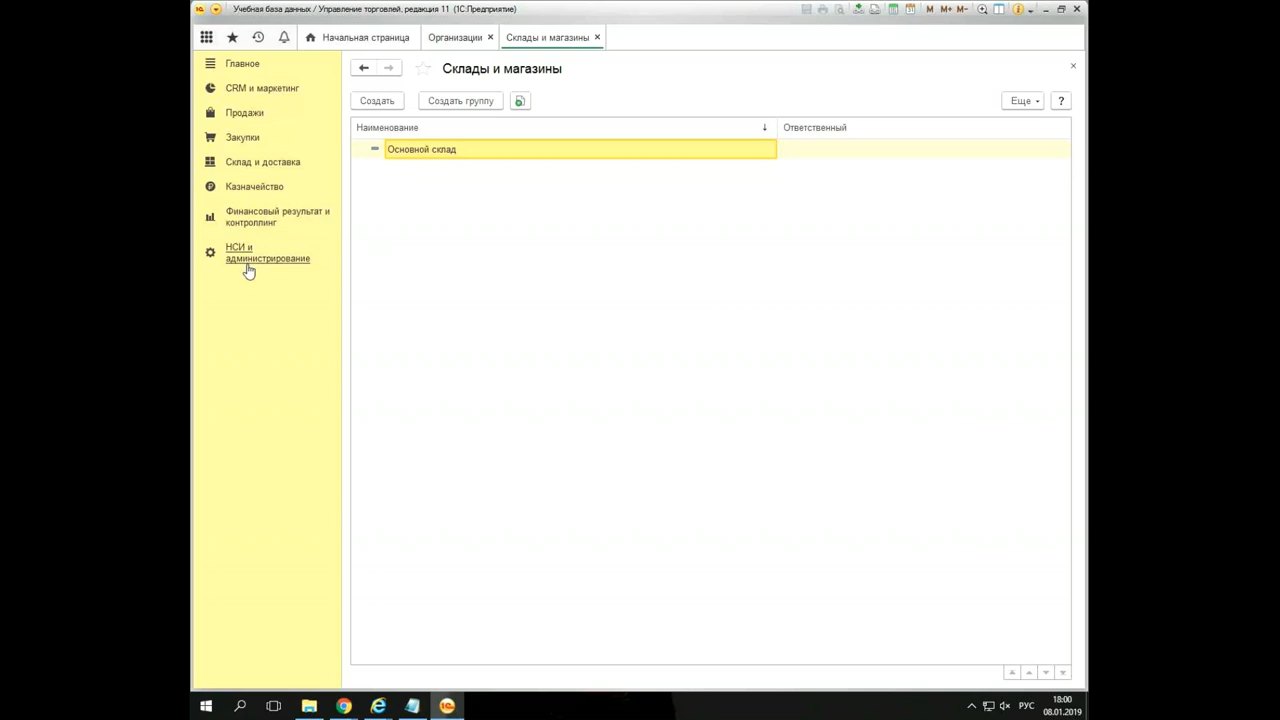 Учебная база данных / Управление торговлей, редакция 11 (1С:Предприятие)
M M+ M-
Начальная страница
Организации ×
Склады и магазины ×
Главное
CRM и маркетинг
Продажи
Закупки
Склад и доставка
Казначейство
Финансовый результат и
контроллинг
НСИ и
администрирование
Склады и магазины
Создать
Создать группу
Еще
?
Наименование
Ответственный
Основной склад
РУС
18:00
08.01.2019